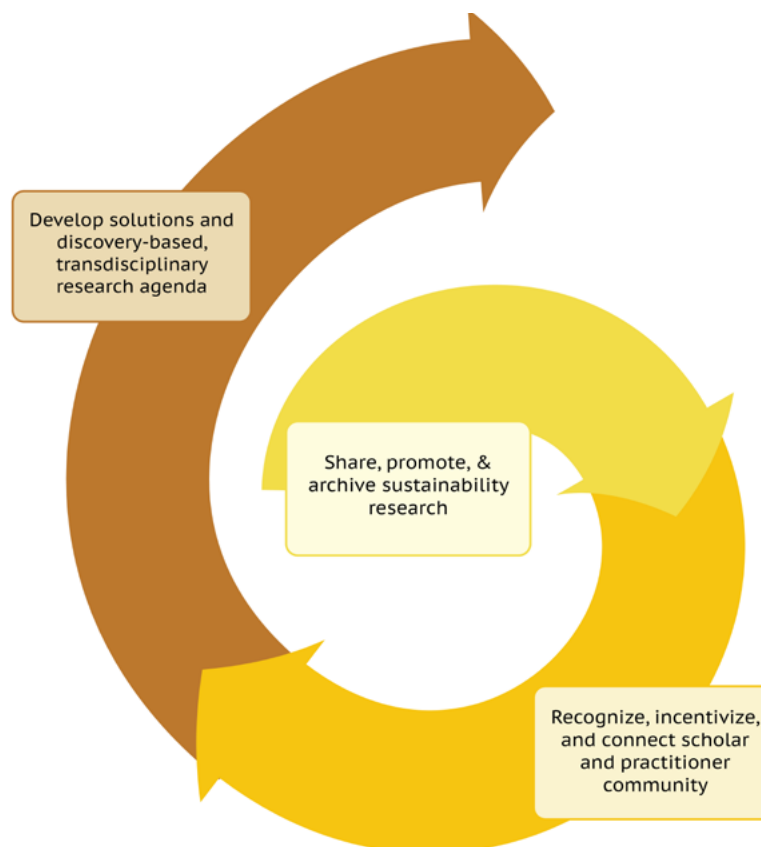 Develop solutions and
discovery-based,
transdisciplinary
research agenda
Share, promote, &
archive sustainability
research
Recognize, incentivize,
and connect scholar
and practitioner
community